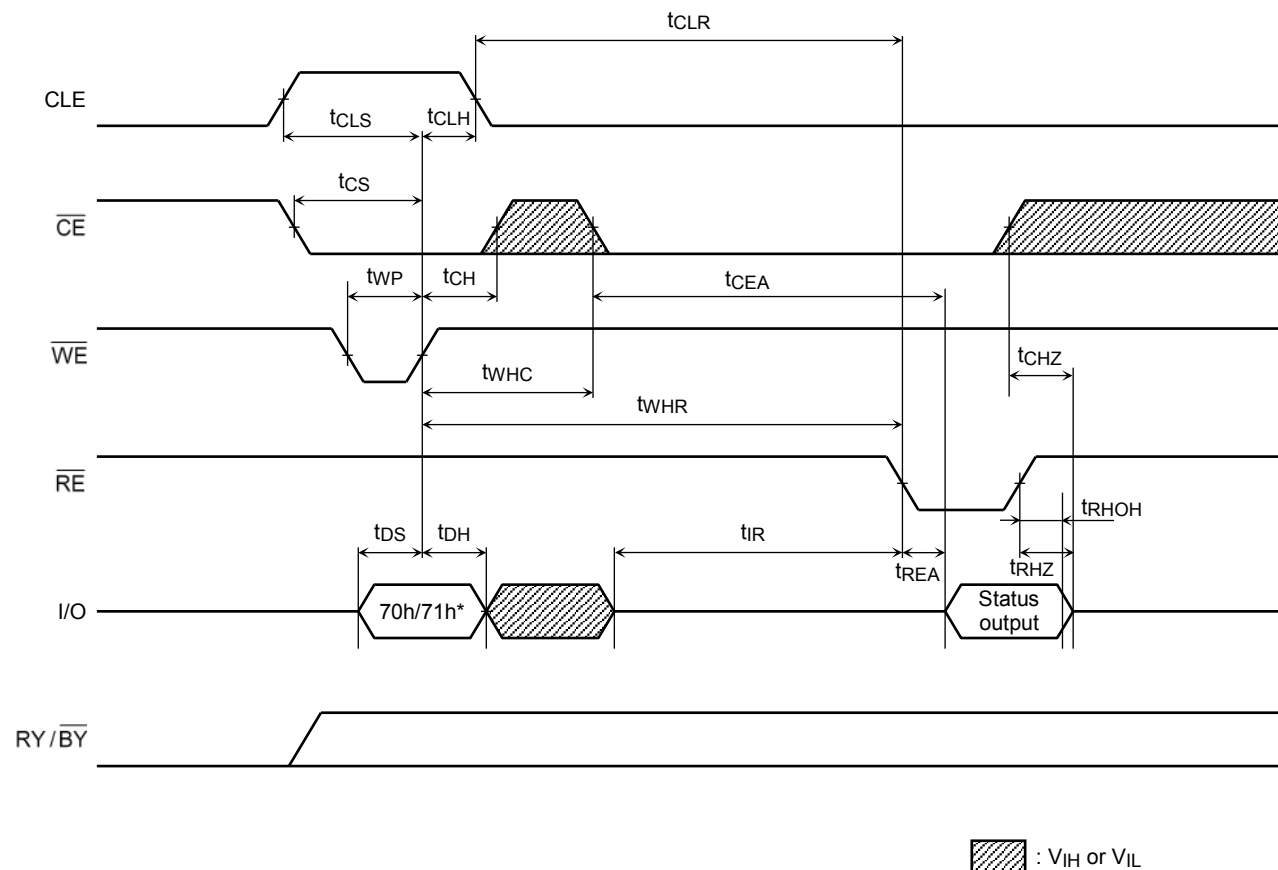 tCLR
CLE
tCLS
tCLH
tCS
CE
tWP
tCH
tCEA
WE
tCHZ
tWHC
tWHR
RE
tRHOH
tDS
tDH
tIR
tREA
tRHZ
I/O
70h/71h*
Status
output
RY/BY
: VIH or VIL